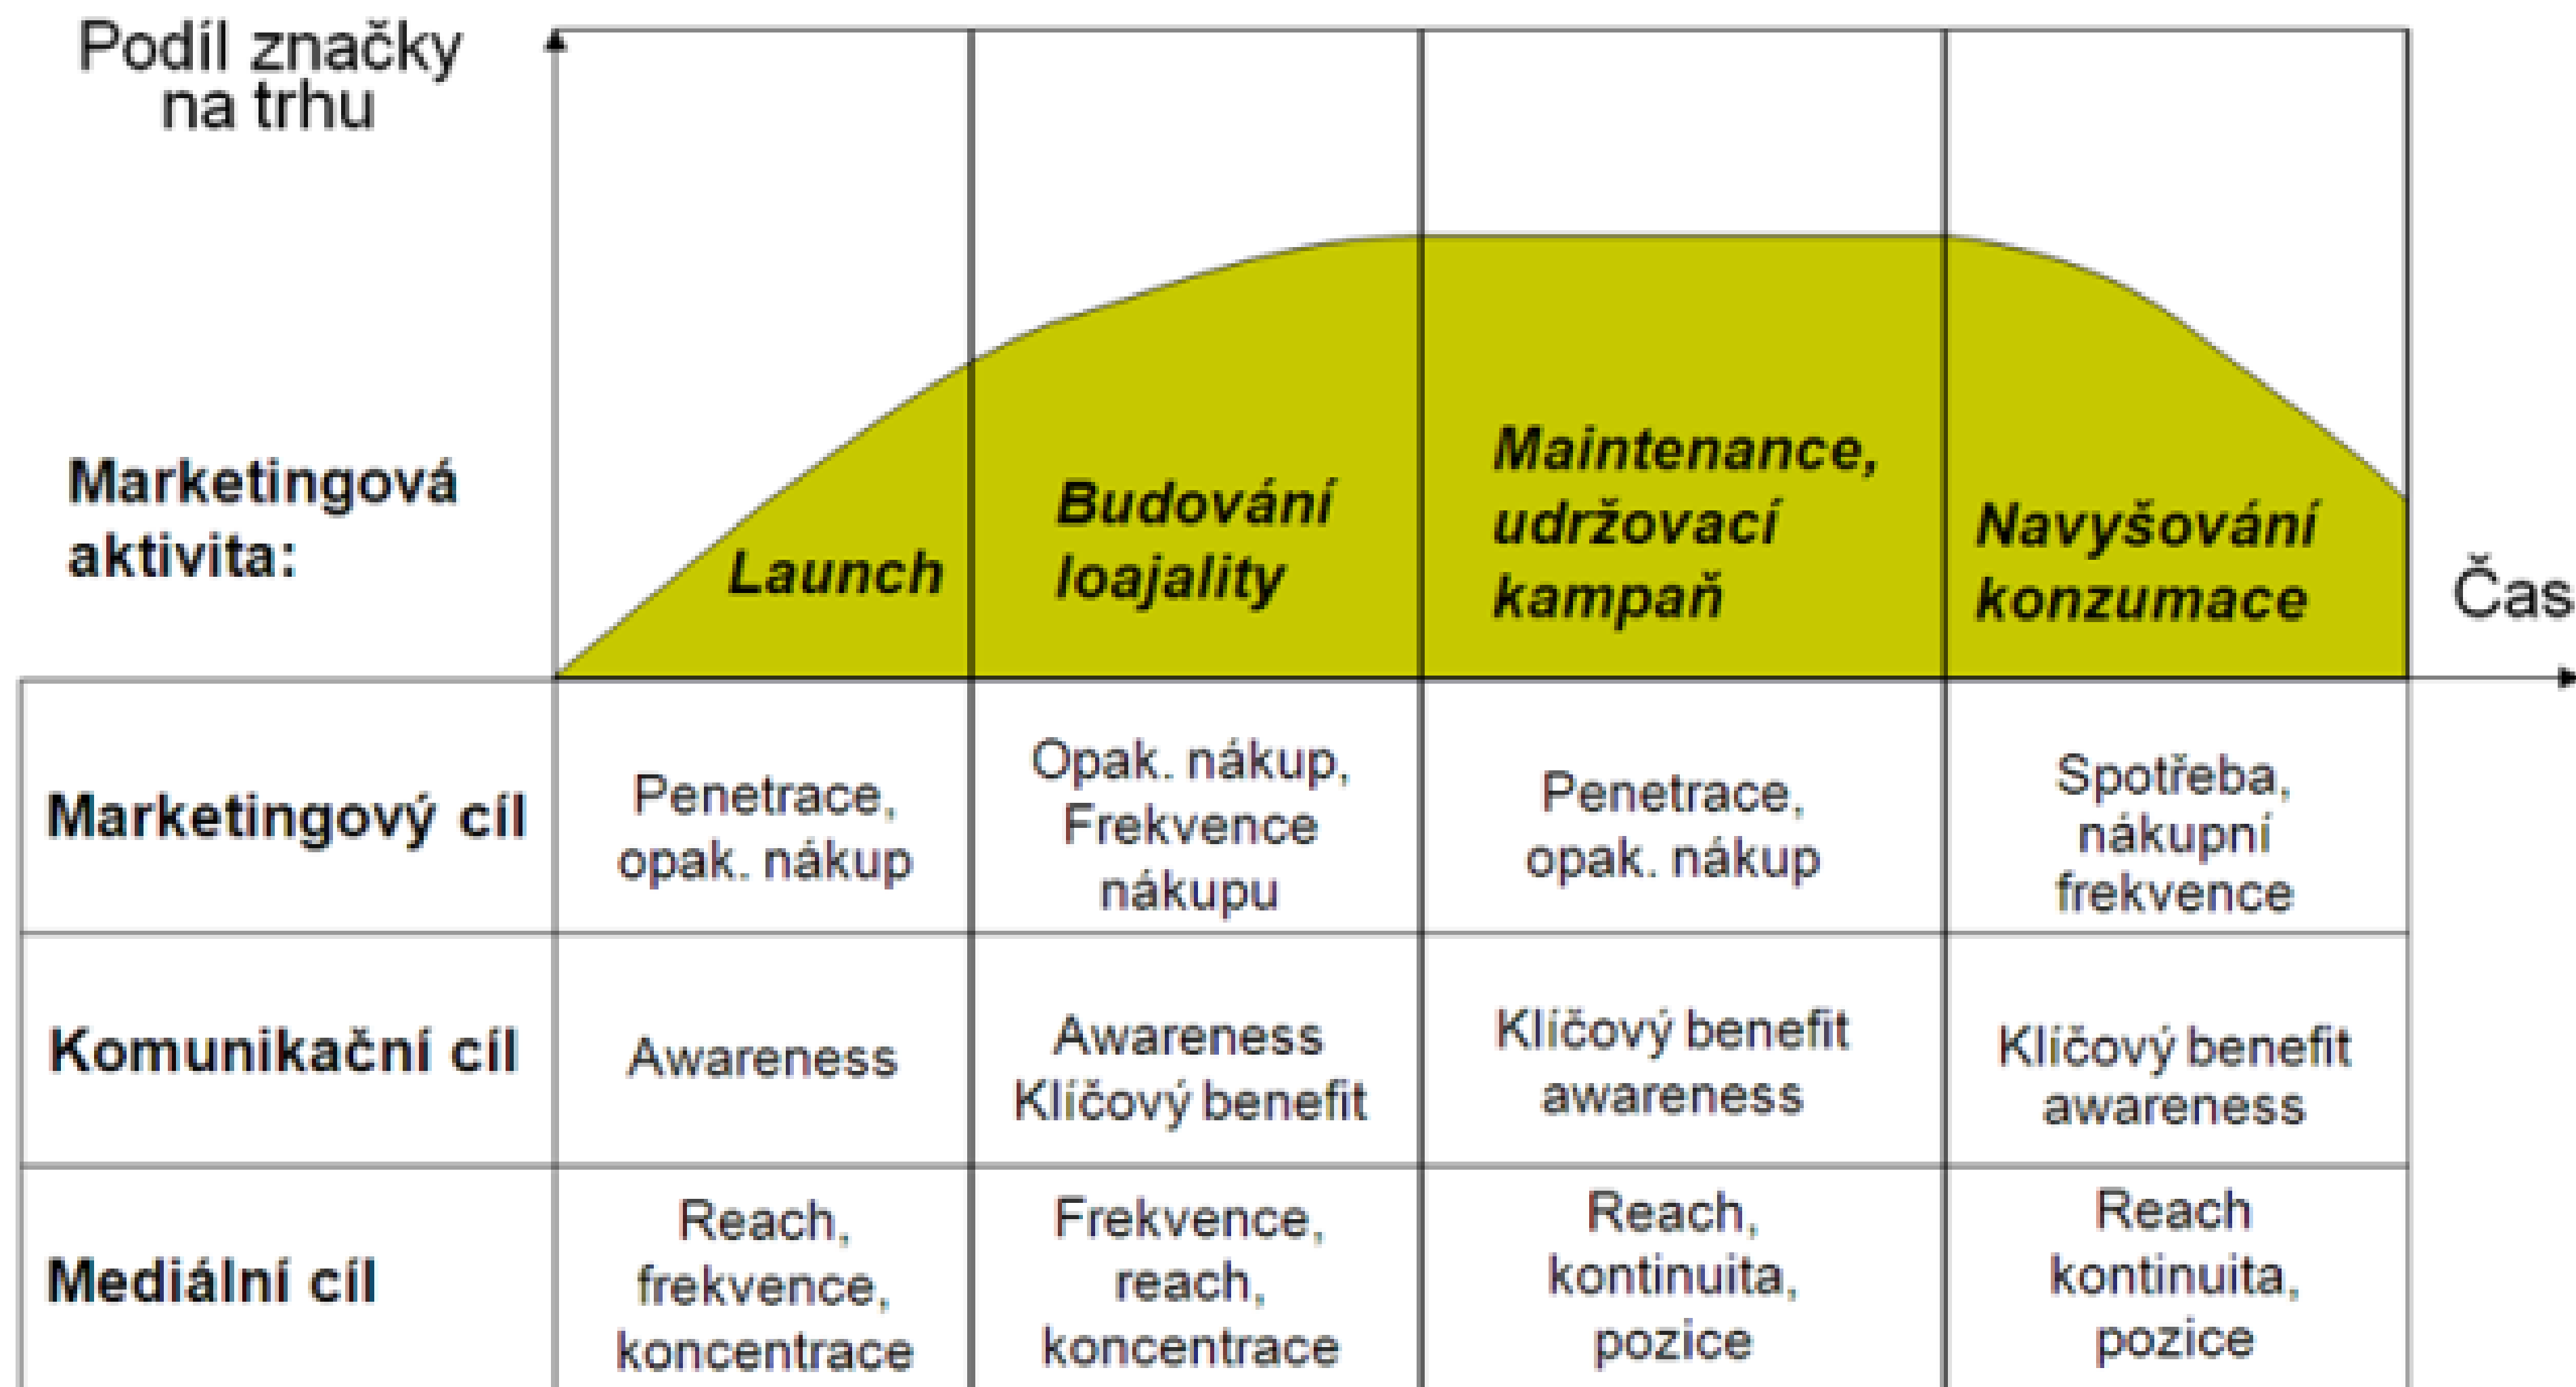 Podíl značky
na trhu
Marketingová
aktivita:
Launch
Budování
loajality
Maintenance,
udržovací
kampaň
Navyšování
konzumace
Čas
Marketingový cíl
Penetrace,
opak. nákup
Opak. nákup,
Frekvence
nákupu
Penetrace,
opak. nákup
Spotřeba,
nákupní
frekvence
Komunikační cíl
Awareness
Awareness
Klíčový benefit
Klíčový benefit
awareness
Klíčový benefit
awareness
Mediální cíl
Reach,
frekvence,
koncentrace
Frekvence,
reach,
koncentrace
Reach,
kontinuita,
pozice
Reach
kontinuita,
pozice